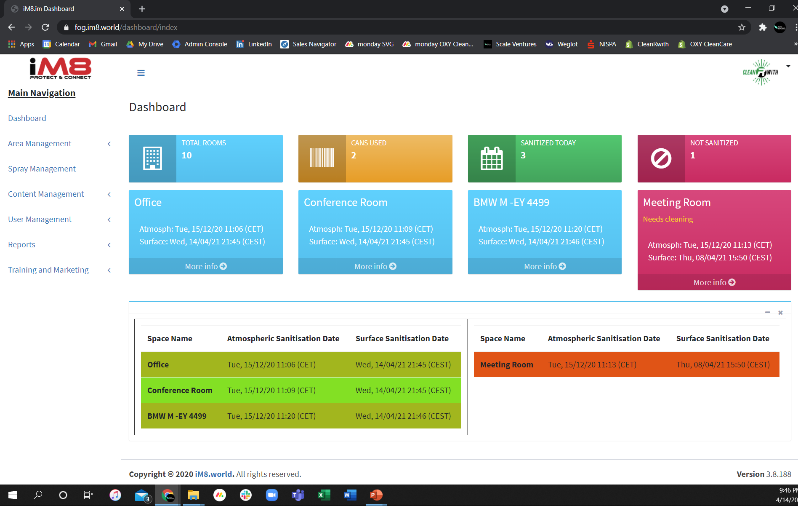 iM8.im Dashboard
fog.im8.world/dashboard/index
Apps Calendar Gmail My Drive Admin Console LinkedIn Sales Navigator monday SVG monday OXY Clean... Scale Ventures Weglot NISPA CleanRwith OXY CleanCare
iM8
PROTECT & CONNECT
CLEAN WITH
Main Navigation
Dashboard
Area Management
Spray Management
Content Management
User Management
Reports
Training and Marketing
Dashboard
TOTAL ROOMS
10
CANS USED
2
SANITIZED TODAY
3
NOT SANITIZED
1
Office
Atmosph: Tue, 15/12/20 11:06 (CET)
Surface: Wed, 14/04/21 21:45 (CEST)
More info
Conference Room
Atmosph: Tue, 15/12/20 11:09 (CET)
Surface: Wed, 14/04/21 21:45 (CEST)
More info
BMW M -EY 4499
Atmosph: Tue, 15/12/20 11:20 (CET)
Surface: Wed, 14/04/21 21:46 (CEST)
More info
Meeting Room
Needs cleaning
Atmosph: Tue, 15/12/20 11:13 (CET)
Surface: Thu, 08/04/21 15:50 (CEST)
More info
Space Name Atmospheric Sanitisation Date Surface Sanitisation Date
Office Tue, 15/12/20 11:06 (CET) Wed, 14/04/21 21:45 (CEST)
Conference Room Tue, 15/12/20 11:09 (CET) Wed, 14/04/21 21:45 (CEST)
BMW M -EY 4499 Tue, 15/12/20 11:20 (CET) Wed, 14/04/21 21:46 (CEST)
Space Name Atmospheric Sanitisation Date Surface Sanitisation Date
Meeting Room Tue, 15/12/20 11:13 (CET) Thu, 08/04/21 15:50 (CEST)
Copyright © 2020 iM8.world. All rights reserved.
Version 3.8.188
9:46 PM
4/14/20